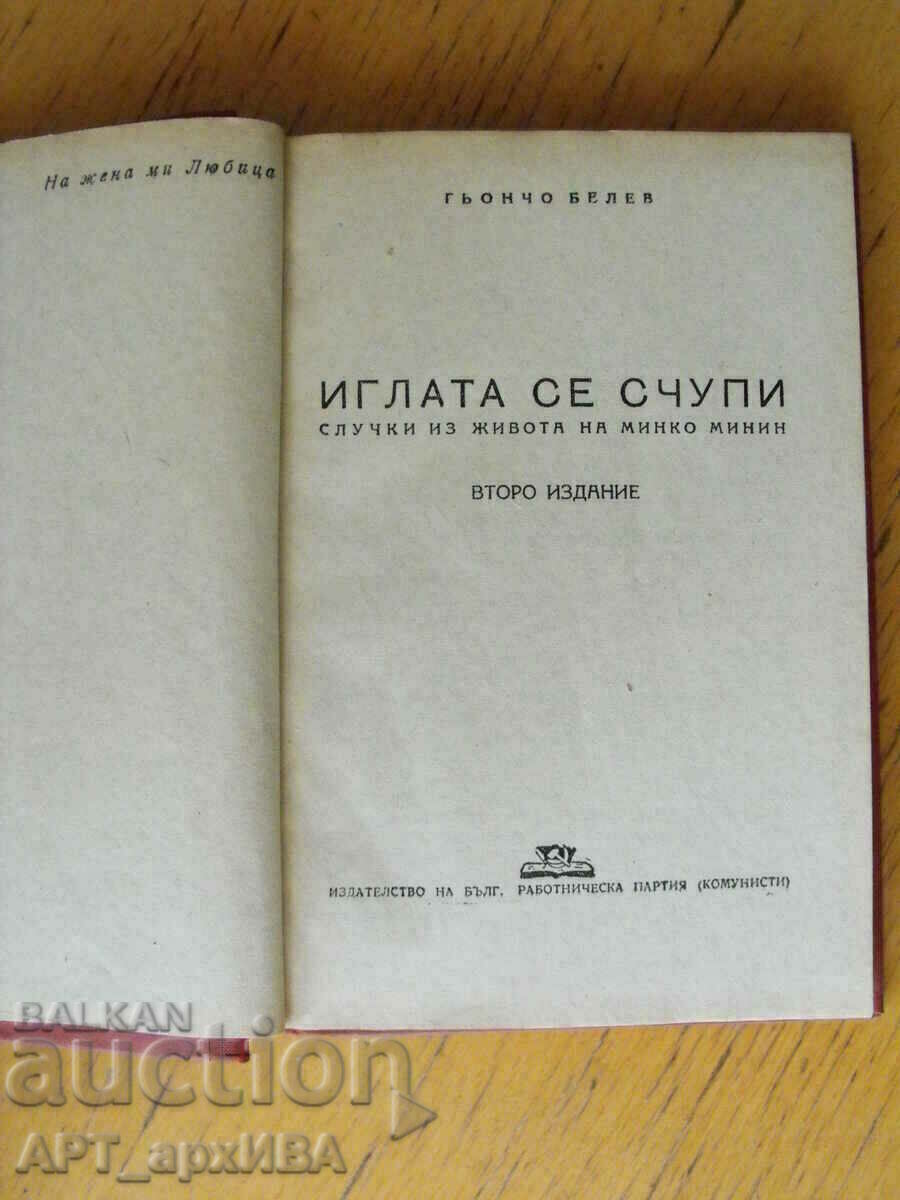 На жена ми Любица
ГЬОНЧО БЕЛЕВ
ИГЛАТА СЕ СЧУПИ
СЛУЧКИ ИЗ ЖИВОТА НА МИНКО МИНИН
ВТОРО ИЗДАНИЕ
ИЗДАТЕЛСТВО НА БЪЛГ. РАБОТНИЧЕСКА ПАРТИЯ (КОМУНИСТИ)
BALKAN
auction
АРТ_архИВА